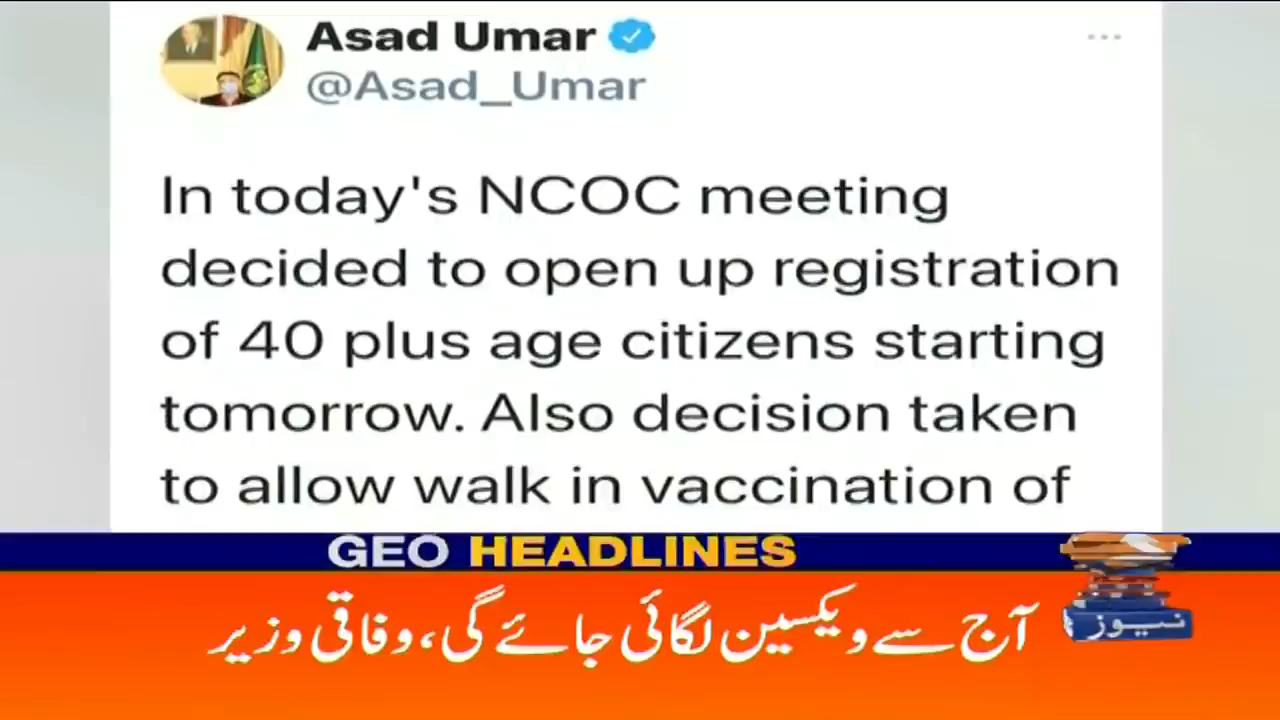 Asad Umar
@Asad_Umar
In today's NCOC meeting
decided to open up registration
of 40 plus age citizens starting
tomorrow. Also decision taken
to allow walk in vaccination of
GEO HEADLINES
آج سے ویکسین لگائی جائے گی، وفاقی وزیر
نیوز